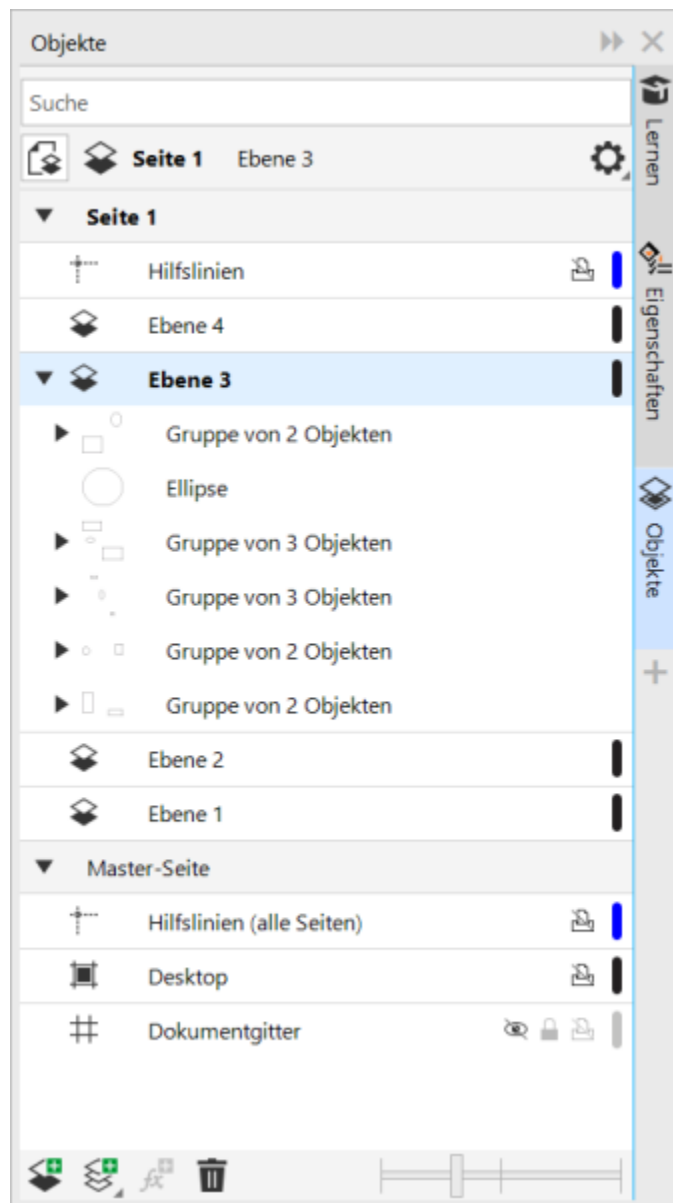 Objekte
Suche
Seite 1 Ebene 3
Seite 1
Hilfslinien
Ebene 4
Ebene 3
Gruppe von 2 Objekten
Ellipse
Gruppe von 3 Objekten
Gruppe von 3 Objekten
Gruppe von 2 Objekten
Gruppe von 2 Objekten
Ebene 2
Ebene 1
Master-Seite
Hilfslinien (alle Seiten)
Desktop
Dokumentgitter
Lernen
Eigenschaften
Objekte